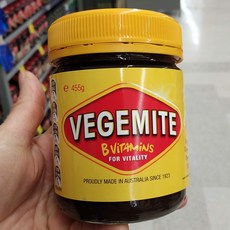 ℮ 455g
VEGEMITE
B VITAMINS
FOR VITALITY
PROUDLY MADE IN AUSTRALIA SINCE 1923